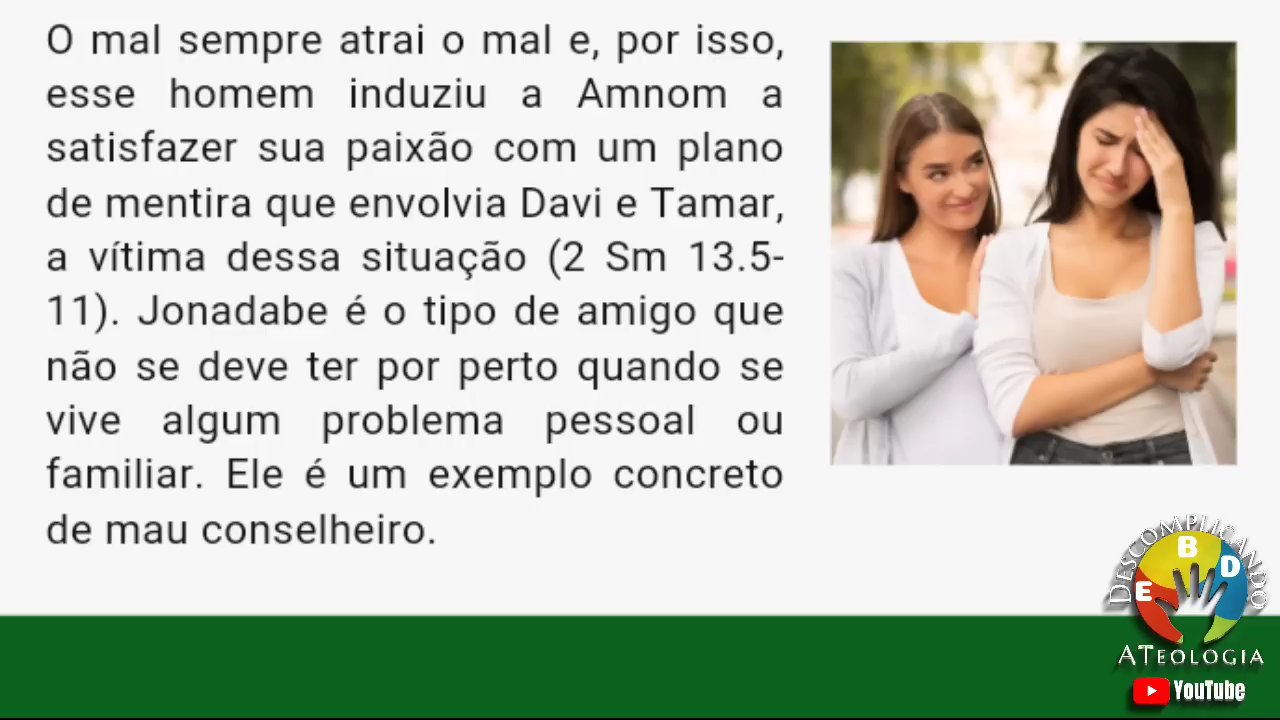 O mal sempre atrai o mal e, por isso,
esse homem induziu a Amnom a
satisfazer sua paixão com um plano
de mentira que envolvia Davi e Tamar,
a vítima dessa situação (2 Sm 13.5-
11). Jonadabe é o tipo de amigo que
não se deve ter por perto quando se
vive algum problema pessoal ou
familiar. Ele é um exemplo concreto
de mau conselheiro.
DESCOMPLICANDO
E B D
ATEOLOGIA
YouTube